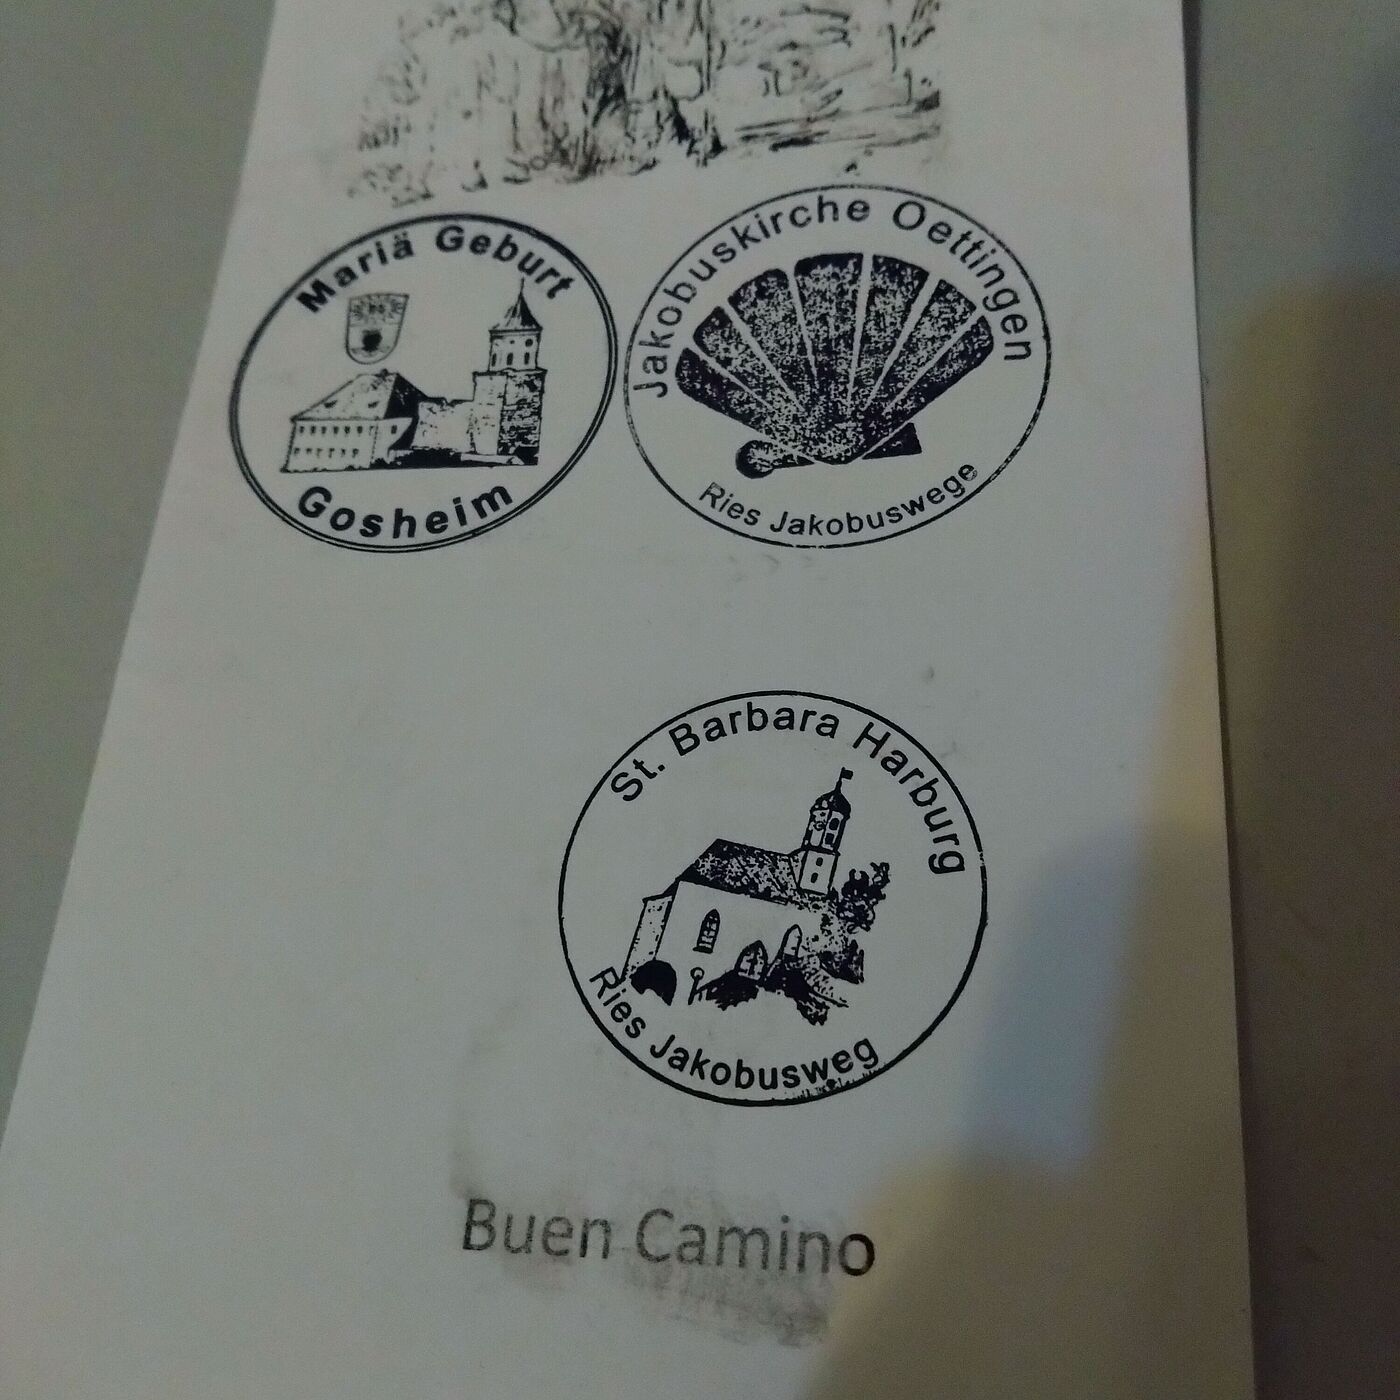 Mariä Geburt
Gosheim
Jakobuskirche Oettingen
Ries Jakobuswege
St. Barbara Harburg
Ries Jakobusweg
Buen Camino